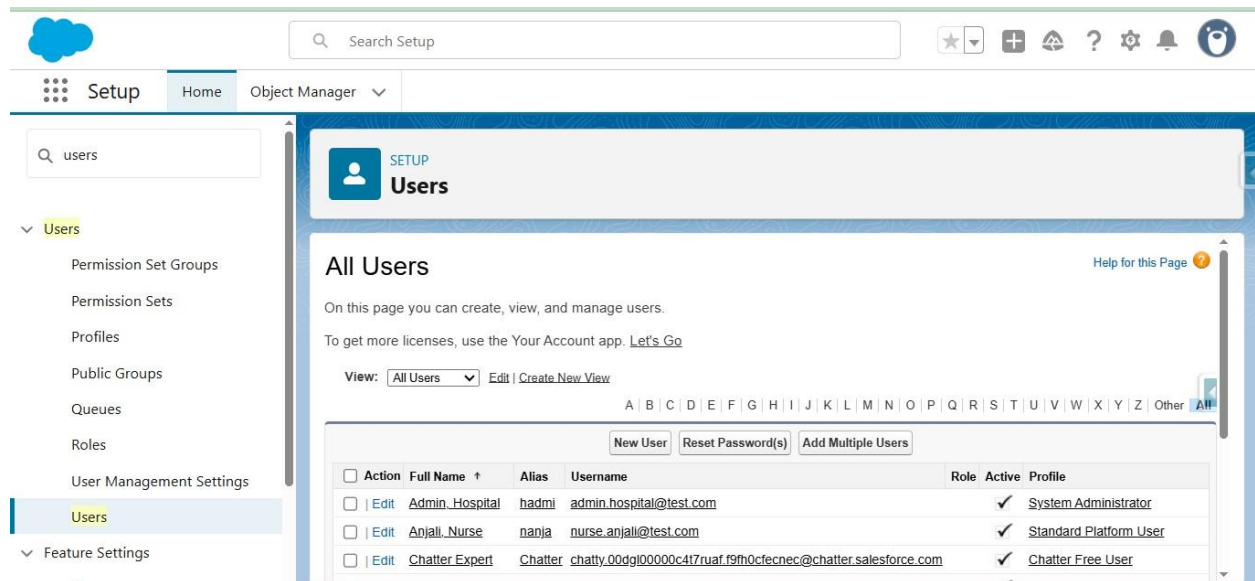 Search Setup
Setup Home Object Manager
users
Users
Permission Set Groups
Permission Sets
Profiles
Public Groups
Queues
Roles
User Management Settings
Users
Feature Settings
SETUP
Users
All Users
Help for this Page ?
On this page you can create, view, and manage users.
To get more licenses, use the Your Account app. Let's Go
View: All Users Edit | Create New View
A | B | C | D | E | F | G | H | I | J | K | L | M | N | O | P | Q | R | S | T | U | V | W | X | Y | Z | Other | All
New User Reset Password(s) Add Multiple Users
Action Full Name ↑ Alias Username Role Active Profile
| Edit Admin, Hospital hadmi admin.hospital@test.com System Administrator
| Edit Anjali, Nurse nanja nurse.anjali@test.com Standard Platform User
| Edit Chatter Expert Chatter chatty.00dgl00000c4t7ruaf.f9fh0cfecnec@chatter.salesforce.com Chatter Free User